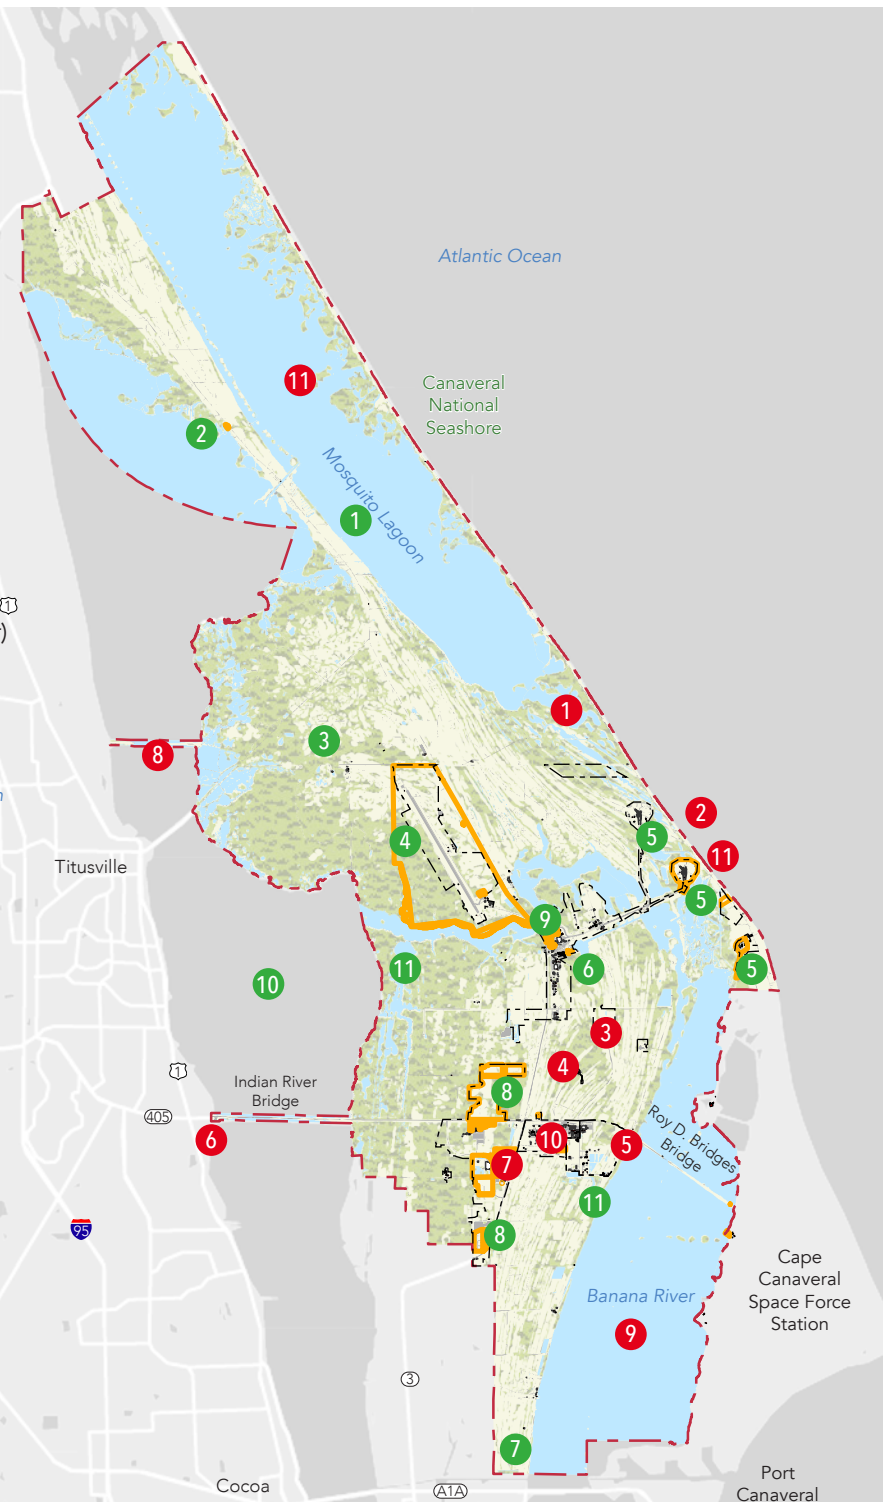 Atlantic Ocean
11
Canaveral
National
Seashore
2
Mosquito Lagoon
1
1
)
1
3
8
2
5
4
11
Titusville
5
9
5
6
11
10
3
4
1
Indian River
Bridge
8
405
Roy D. Bridges
Bridge
6
10
5
7
11
95
8
Cape
Canaveral
Space Force
Station
Banana River
9
3
7
Port
Canaveral
Cocoa
A1A